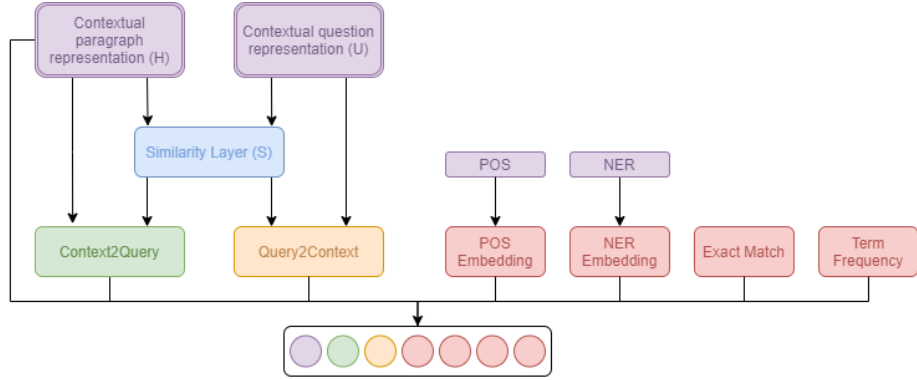 Contextual
paragraph
representation (H)
Contextual question
representation (U)
Similarity Layer (S)
POS
NER
Context2Query
Query2Context
POS
Embedding
NER
Embedding
Exact Match
Term
Frequency